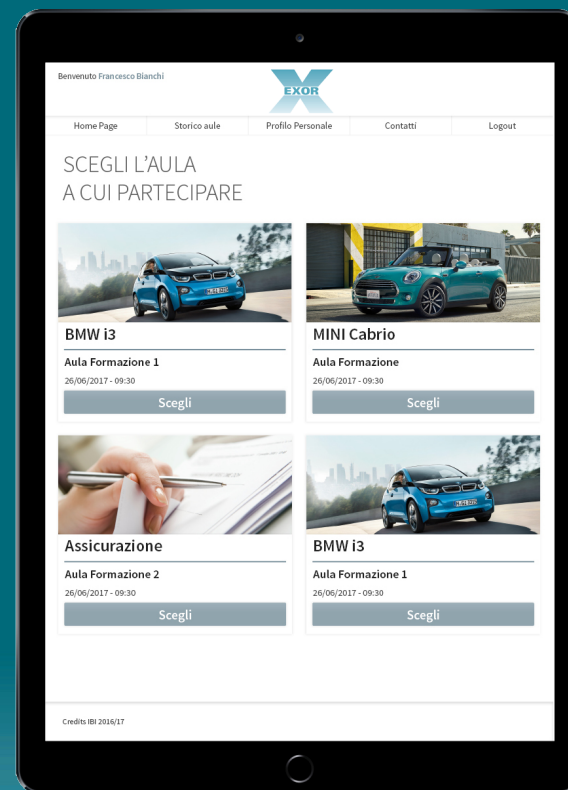 Benvenuto Francesco Bianchi
EXOR
Home Page Storico aule Profilo Personale Contatti Logout
SCEGLI L'AULA
A CUI PARTECIPARE
BMW i3
Aula Formazione 1
26/06/2017 - 09:30
Scegli
MINI Cabrio
Aula Formazione
26/06/2017 - 09:30
Scegli
Assicurazione
Aula Formazione 2
26/06/2017 - 09:30
Scegli
BMW i3
Aula Formazione 1
26/06/2017 - 09:30
Scegli
Credits IBI 2016/17